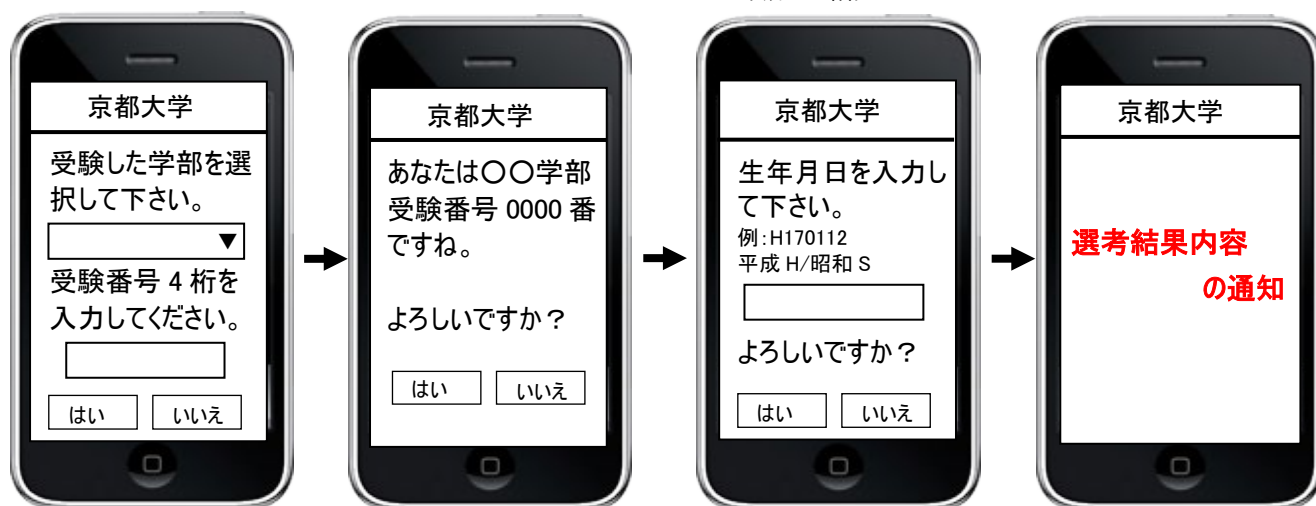 京都大学
受験した学部を選
択して下さい。
▼
受験番号 4 桁を
入力してください。
はい いいえ
京都大学
あなたは〇〇学部
受験番号 0000 番
ですね。
よろしいですか？
はい いいえ
京都大学
生年月日を入力し
て下さい。
例:H170112
平成 H/昭和 S
よろしいですか？
はい いいえ
京都大学
選考結果内容
の通知